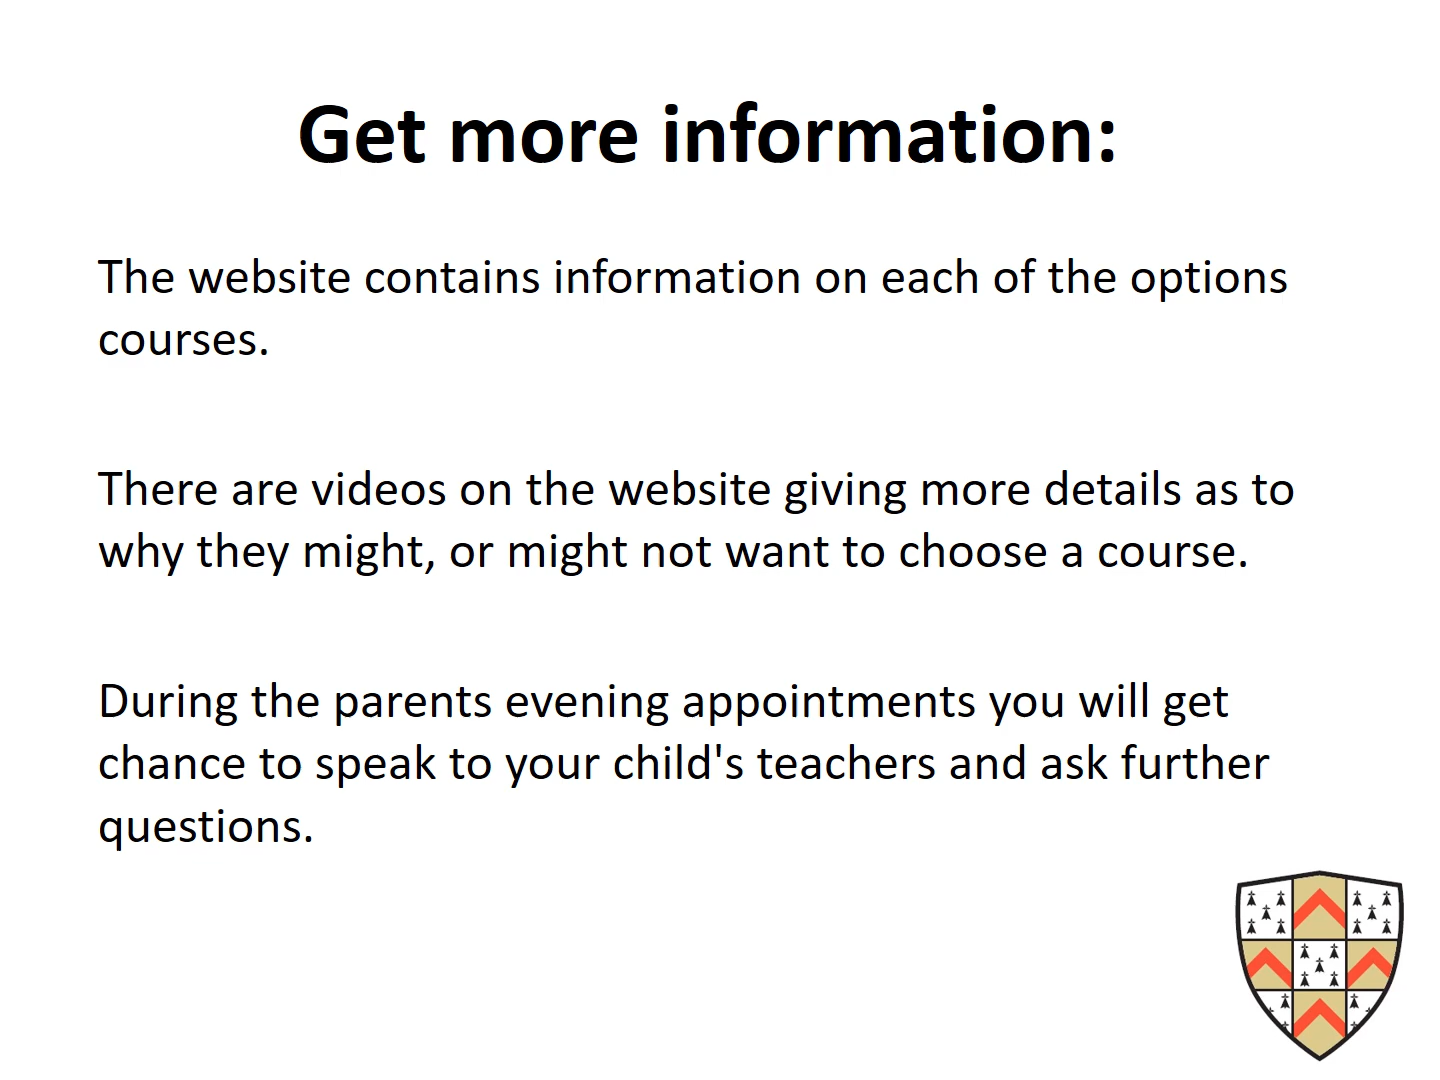 Get more information:
The website contains information on each of the options
courses.
There are videos on the website giving more details as to
why they might, or might not want to choose a course.
During the parents evening appointments you will get
chance to speak to your child's teachers and ask further
questions.